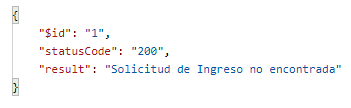 {
"$id": "1",
"statusCode": "200",
"result": "Solicitud de Ingreso no encontrada"
}